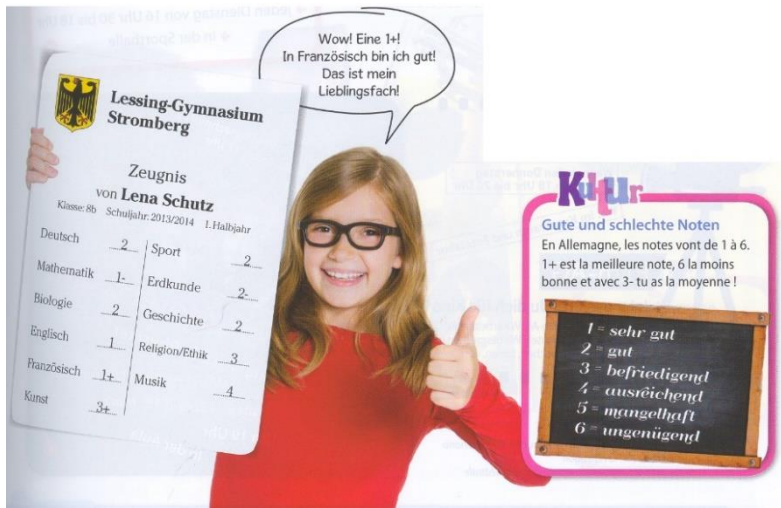 Wow! Eine 1+!
In Französisch bin ich gut!
Das ist mein
Lieblingsfach!
Lessing-Gymnasium
Stromberg
Zeugnis
von Lena Schutz
Klasse: 8b Schuljahr: 2013/2014 1. Halbjahr
Deutsch 2
Mathematik 1-
Biologie 2
Englisch 1
Französisch 1+
Kunst 3+
Sport 2
Erdkunde 2-
Geschichte 2
Religion/Ethik 3
Musik 4
Kultur
Gute und schlechte Noten
En Allemagne, les notes vont de 1 à 6.
1+ est la meilleure note, 6 la moins
bonne et avec 3- tu as la moyenne !
1 = sehr gut
2 = gut
3 = befriedigend
4 = ausreichend
5 = mangelhaft
6 = ungenügend